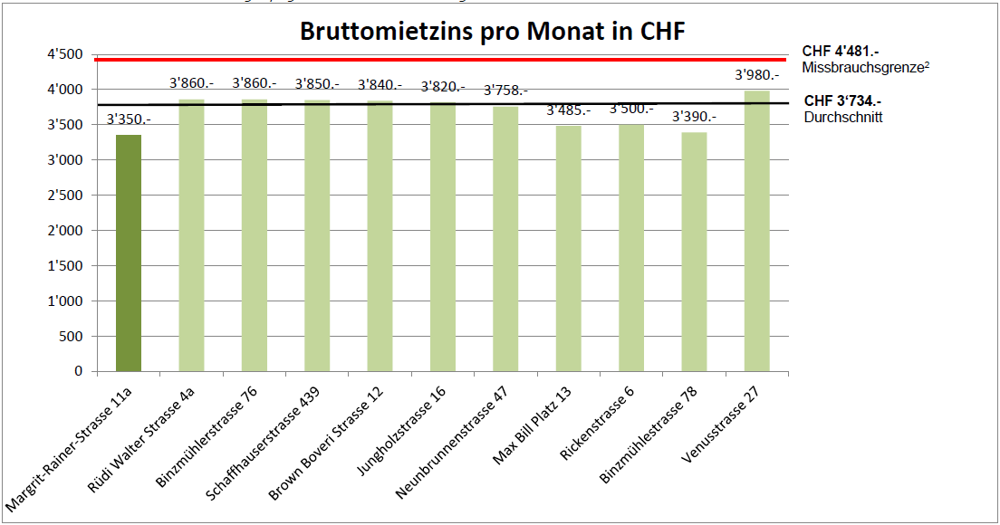 Bruttomietzins pro Monat in CHF
4'500
4'000
3'500
3'000
2'500
2'000
1'500
1'000
500
0
3'350.-
3'860.-
3'860.-
3'850.-
3'840.-
3'820.-
3'758.-
3'485.-
3'500.-
3'390.-
3'980.-
CHF 4'481.-
Missbrauchsgrenze²
CHF 3‘734.-
Durchschnitt
Margrit-Rainer-Strasse 11a
Rüdi Walter Strasse 4a
Binzmühlerstrasse 76
Schaffhauserstrasse 439
Brown Boveri Strasse 12
Jungholzstrasse 16
Neunbrunnenstrasse 47
Max Bill Platz 13
Rickenstrasse 6
Binzmühlestrasse 78
Venusstrasse 27